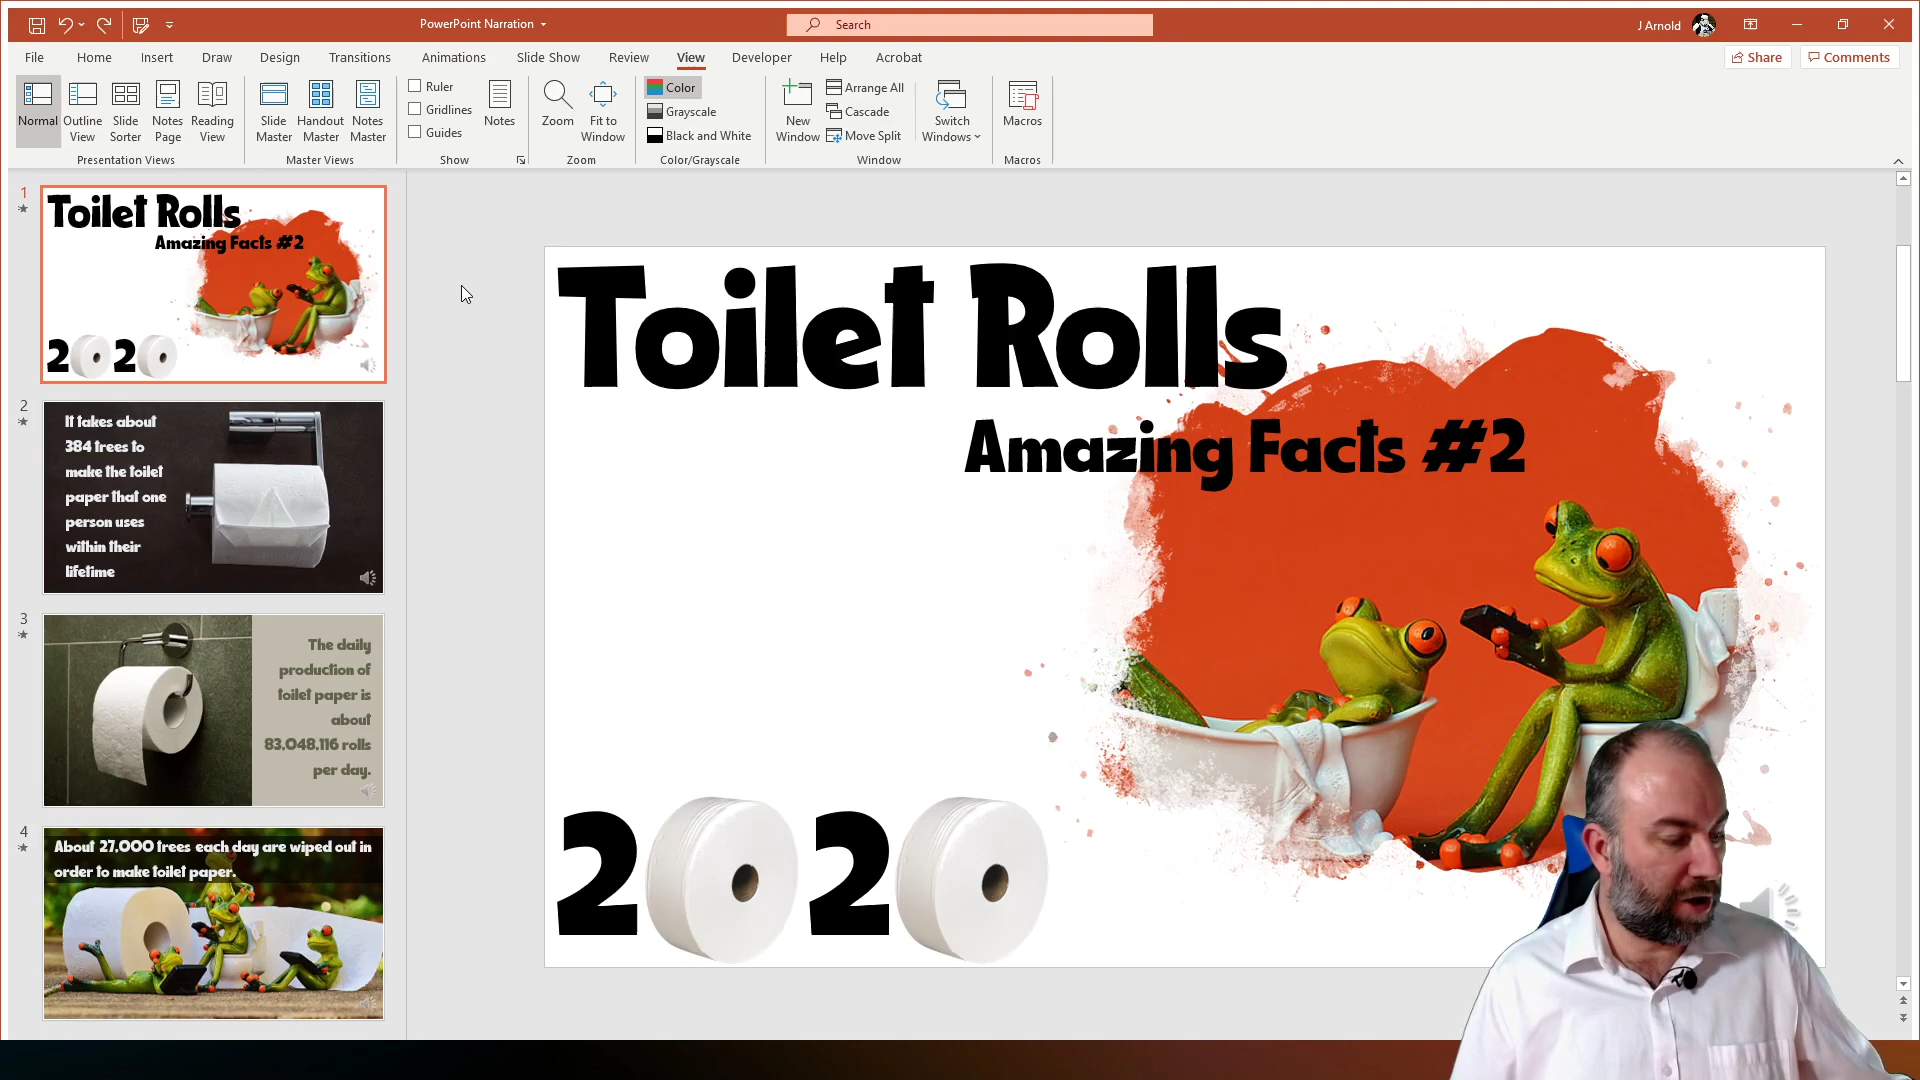 PowerPoint Narration
Search
J Arnold
File Home Insert Draw Design Transitions Animations Slide Show Review View Developer Help Acrobat
Share Comments
Normal
Outline View
Slide Sorter
Notes Page
Reading View
Presentation Views
Slide Master
Handout Master
Notes Master
Master Views
Ruler
Gridlines
Guides
Notes
Show
Zoom
Fit to Window
Zoom
Color
Grayscale
Black and White
Color/Grayscale
New Window
Arrange All
Cascade
Move Split
Switch Windows
Window
Macros
Macros
1
Toilet Rolls
Amazing Facts #2
2 2
2
It takes about
384 trees to
make the toilet
paper that one
person uses
within their
lifetime
3
The daily
production of
toilet paper is
about
83,048,116 rolls
per day.
4
About 27,000 trees each day are wiped out in
order to make toilet paper.
Toilet Rolls
Amazing Facts #2
2 2